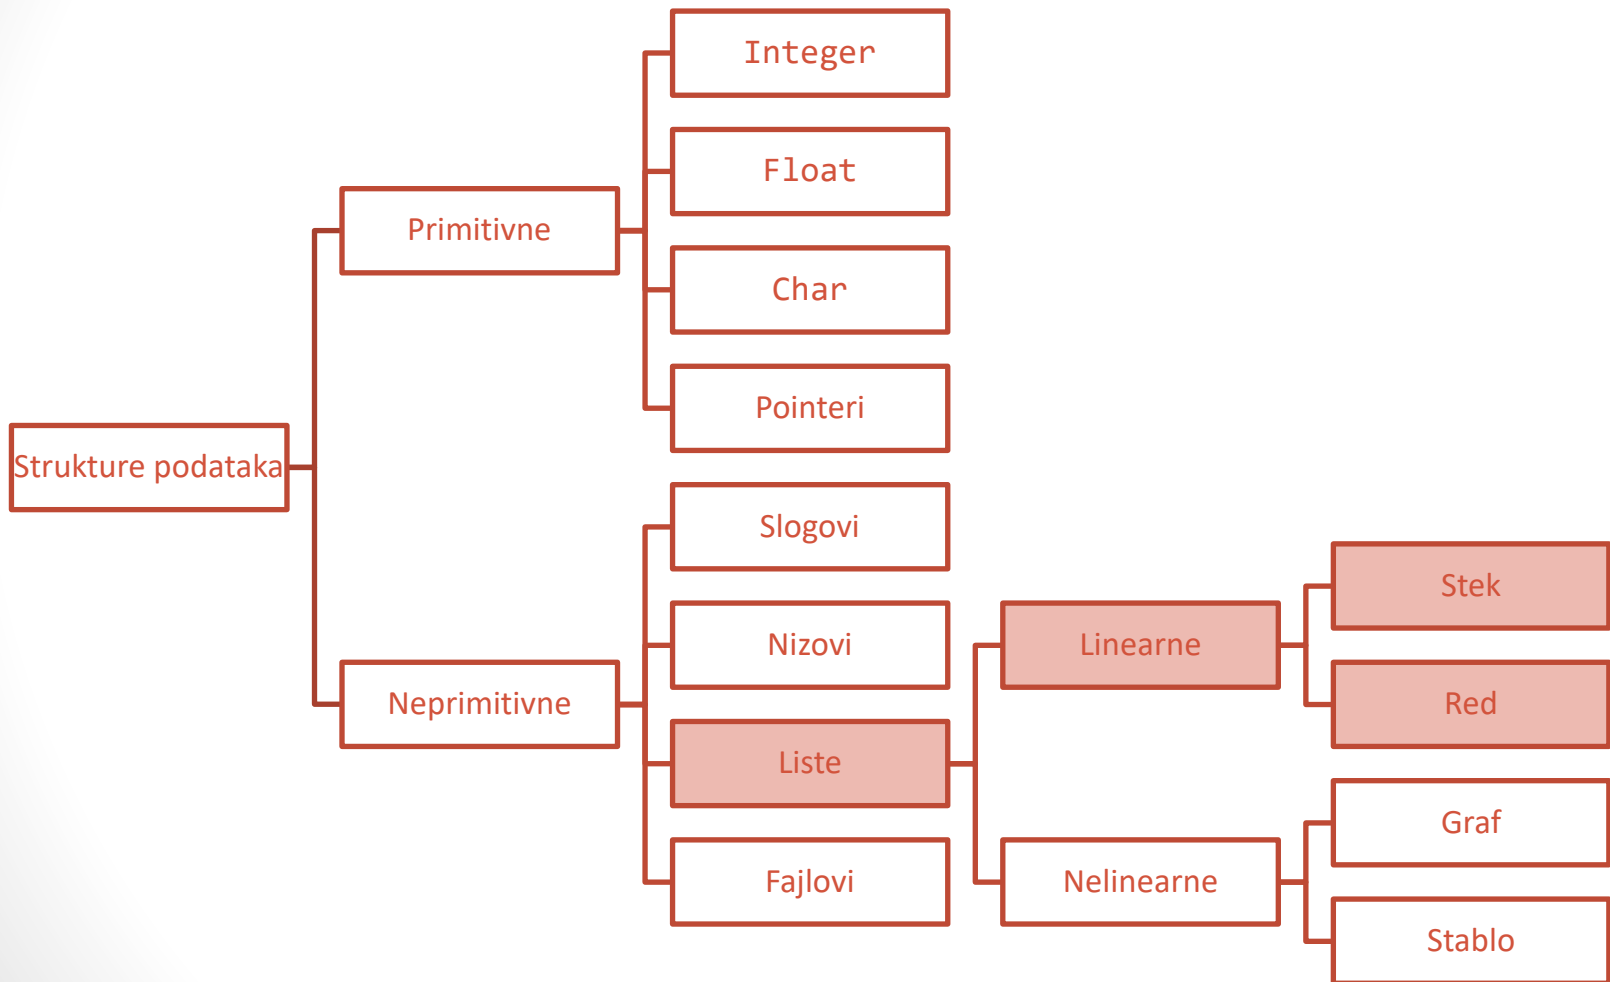 Strukture podataka
Primitivne
Integer
Float
Char
Pointeri
Neprimitivne
Slogovi
Nizovi
Liste
Linearne
Stek
Red
Nelinearne
Graf
Stablo
Fajlovi